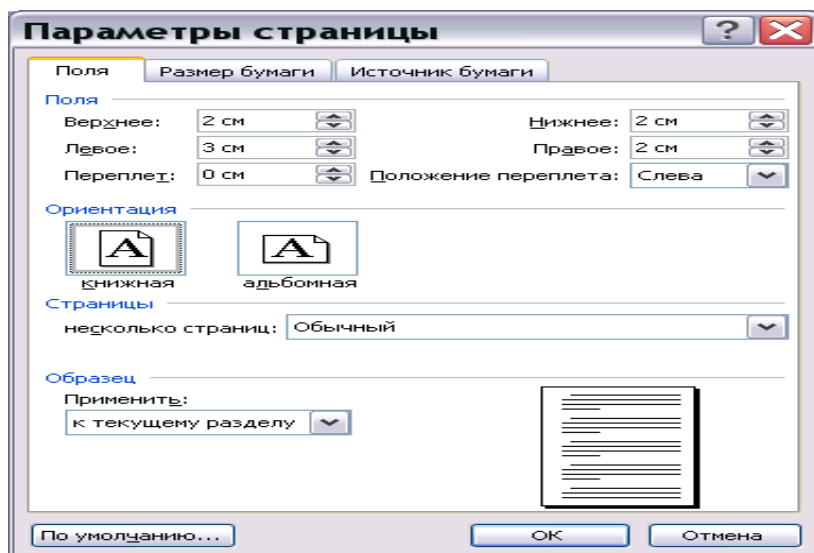 Параметры страницы
Поля Размер бумаги Источник бумаги
Поля
Верхнее: 2 см Нижнее: 2 см
Левое: 3 см Правое: 2 см
Переплет: 0 см Положение переплета: Слева
Ориентация
A A
книжная альбомная
Страницы
несколько страниц: Обычный
Образец
Применить:
к текущему разделу
По умолчанию... ОК Отмена